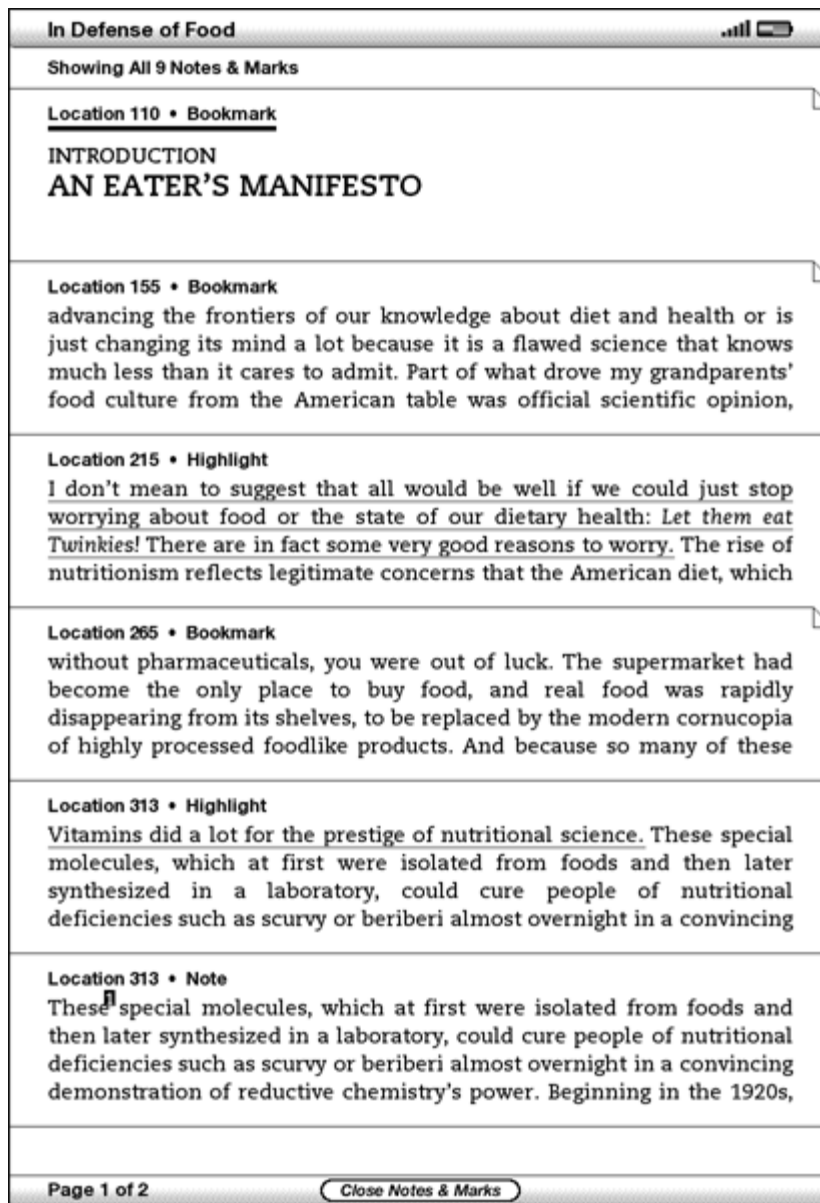 In Defense of Food
Showing All 9 Notes & Marks
Location 110 • Bookmark
INTRODUCTION
AN EATER'S MANIFESTO
Location 155 • Bookmark
advancing the frontiers of our knowledge about diet and health or is
just changing its mind a lot because it is a flawed science that knows
much less than it cares to admit. Part of what drove my grandparents'
food culture from the American table was official scientific opinion,
Location 215 • Highlight
I don't mean to suggest that all would be well if we could just stop
worrying about food or the state of our dietary health: Let them eat
Twinkies! There are in fact some very good reasons to worry. The rise of
nutritionism reflects legitimate concerns that the American diet, which
Location 265 • Bookmark
without pharmaceuticals, you were out of luck. The supermarket had
become the only place to buy food, and real food was rapidly
disappearing from its shelves, to be replaced by the modern cornucopia
of highly processed foodlike products. And because so many of these
Location 313 • Highlight
Vitamins did a lot for the prestige of nutritional science. These special
molecules, which at first were isolated from foods and then later
synthesized in a laboratory, could cure people of nutritional
deficiencies such as scurvy or beriberi almost overnight in a convincing
Location 313 • Note
These 1 special molecules, which at first were isolated from foods and
then later synthesized in a laboratory, could cure people of nutritional
deficiencies such as scurvy or beriberi almost overnight in a convincing
demonstration of reductive chemistry's power. Beginning in the 1920s,
Page 1 of 2 Close Notes & Marks